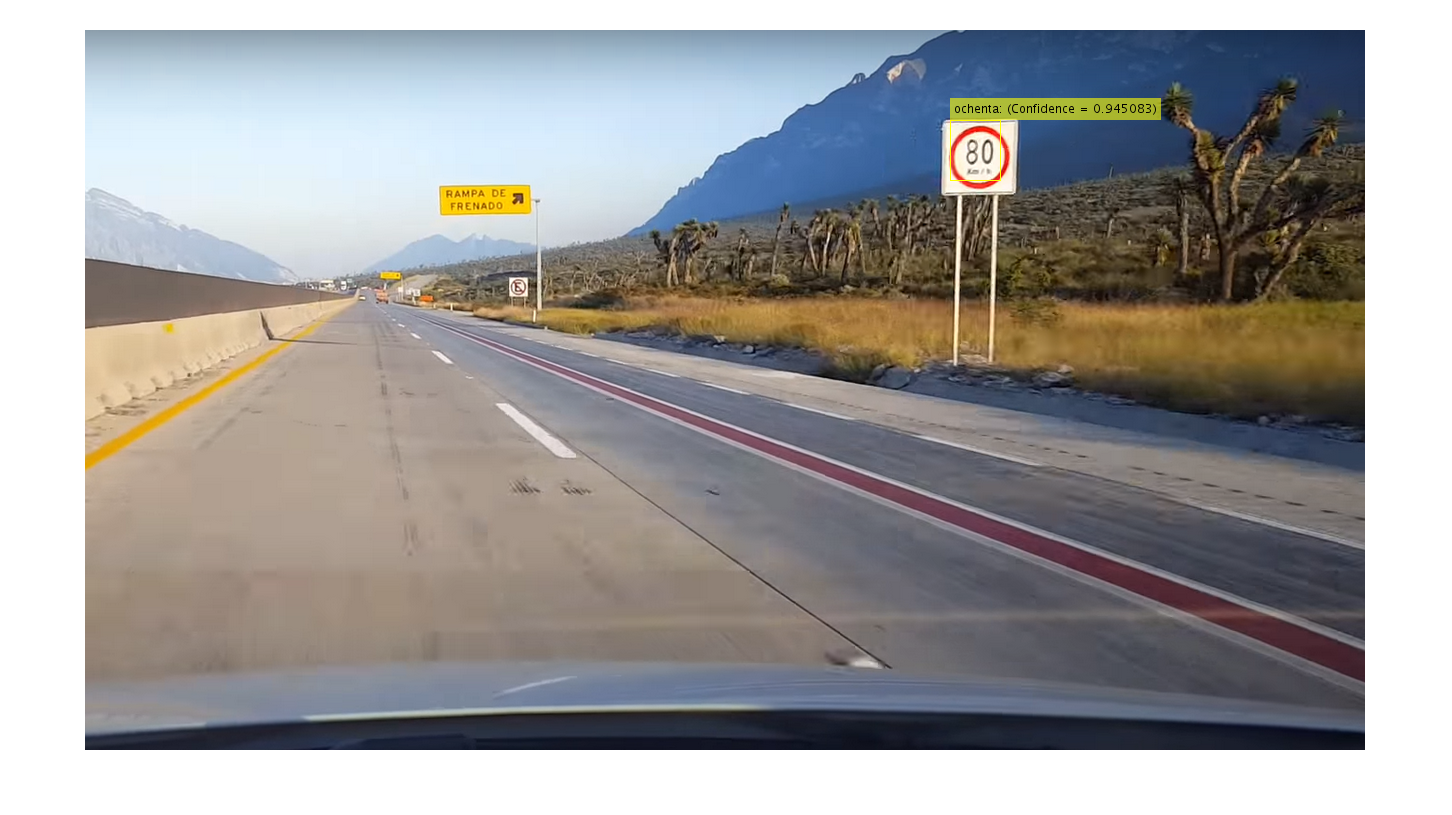 ochenta: (Confidence = 0.945083)
80
Km / h
RAMPA DE
FRENADO
E